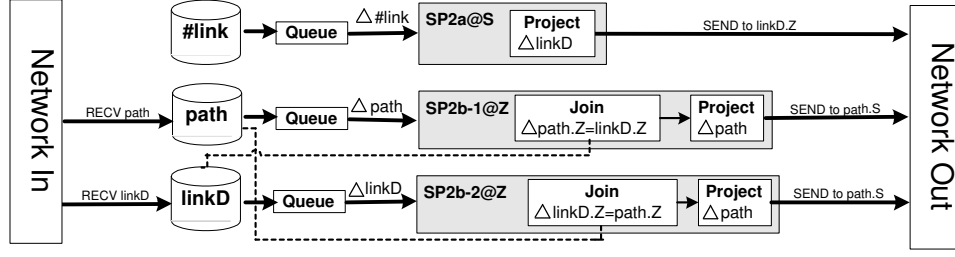 Network In
#link
Queue
△#link
SP2a@S
Project
△linkD
SEND to linkD.Z
RECV path
path
Queue
△path
SP2b-1@Z
Join
△path.Z=linkD.Z
Project
△path
SEND to path.S
RECV linkD
linkD
Queue
△linkD
SP2b-2@Z
Join
△linkD.Z=path.Z
Project
△path
SEND to path.S
Network Out